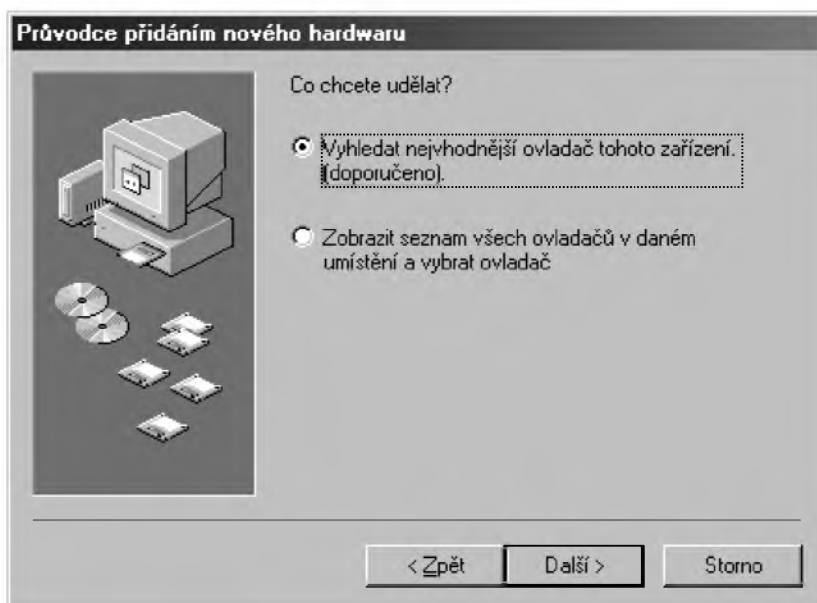 Průvodce přidáním nového hardwaru
Co chcete udělat?
Vyhledat nejvhodnější ovladač tohoto zařízení.
(doporučeno).
Zobrazit seznam všech ovladačů v daném
umístění a vybrat ovladač
< Zpět
Další >
Storno